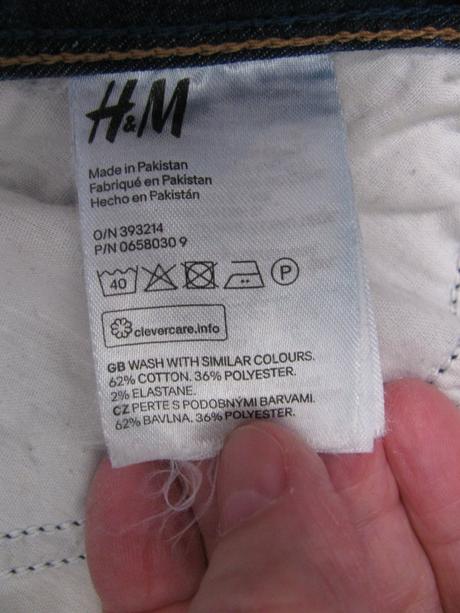 H&M
Made in Pakistan
Fabriqué en Pakistan
Hecho en Pakistán
O/N 393214
P/N 0658030 9
40 P
clevercare.info
GB WASH WITH SIMILAR COLOURS.
62% COTTON. 36% POLYESTER.
2% ELASTANE.
CZ PERTE S PODOBNÝMI BARVAMI.
62% BAVLNA. 36% POLYESTER.